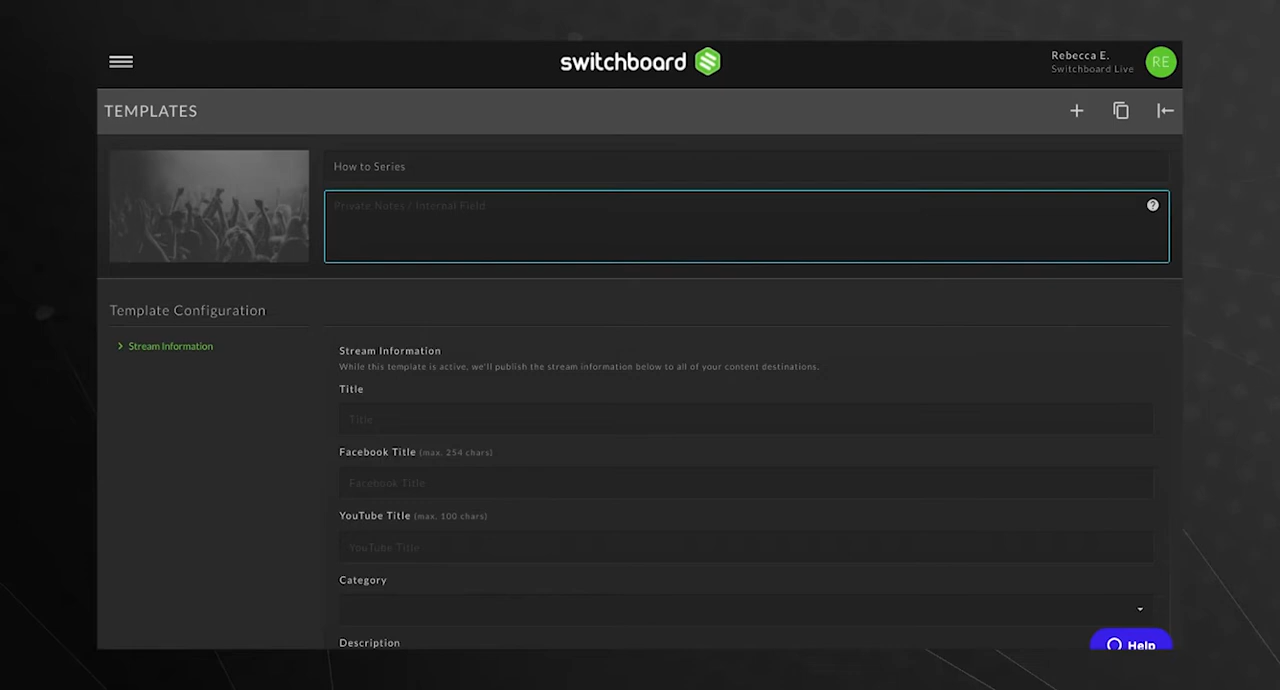 switchboard
Rebecca E.
Switchboard Live
RE
TEMPLATES
How to Series
Private Notes / Internal Field
?
Template Configuration
Stream Information
Stream Information
While this template is active, we'll publish the stream information below to all of your content destinations.
Title
Title
Facebook Title (max. 254 chars)
Facebook Title
YouTube Title (max. 100 chars)
YouTube Title
Category
Description
Help